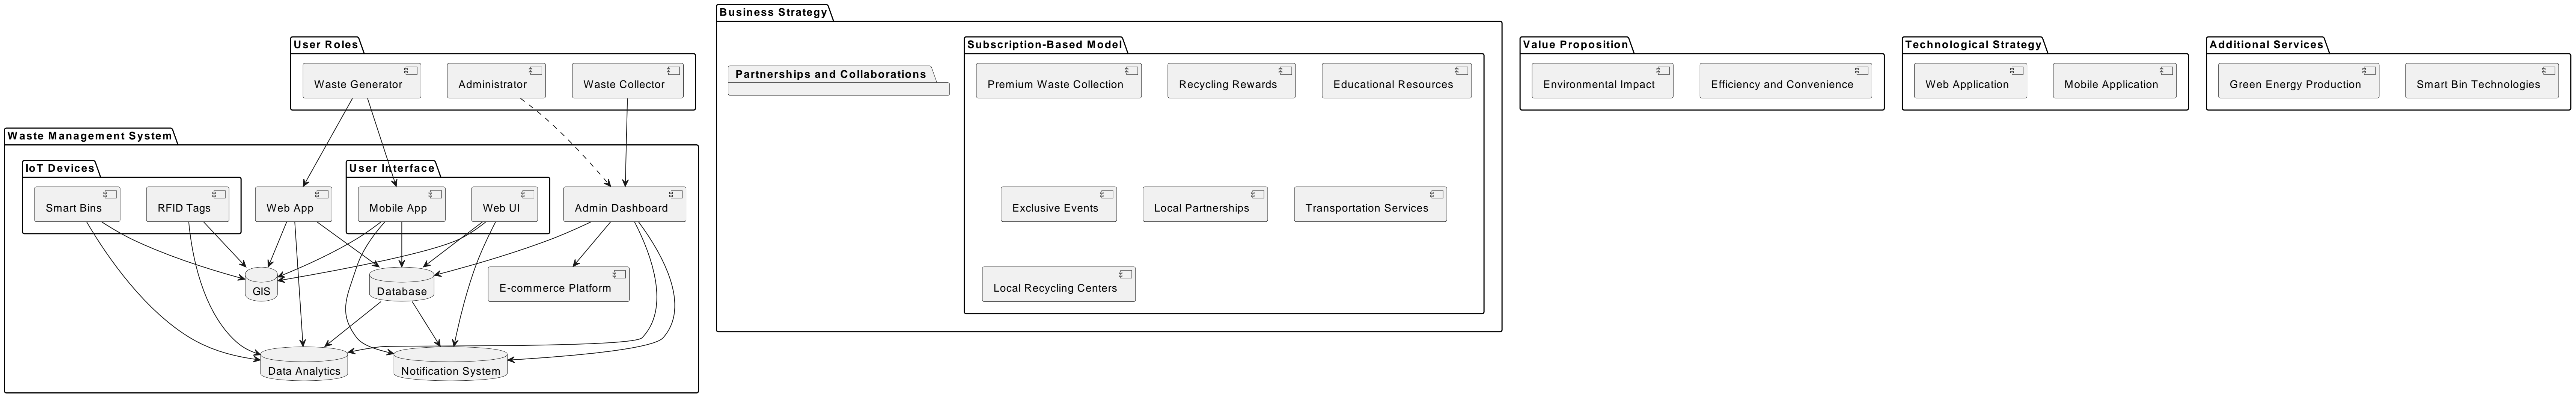 Business Strategy
User Roles
Waste Generator
Administrator
Waste Collector
Partnerships and Collaborations
Subscription-Based Model
Premium Waste Collection
Recycling Rewards
Educational Resources
Value Proposition
Environmental Impact
Efficiency and Convenience
Technological Strategy
Web Application
Mobile Application
Additional Services
Green Energy Production
Smart Bin Technologies
Waste Management System
IoT Devices
Smart Bins
RFID Tags
Web App
User Interface
Mobile App
Web UI
Admin Dashboard
Exclusive Events
Local Partnerships
Transportation Services
GIS
Database
E-commerce Platform
Local Recycling Centers
Data Analytics
Notification System